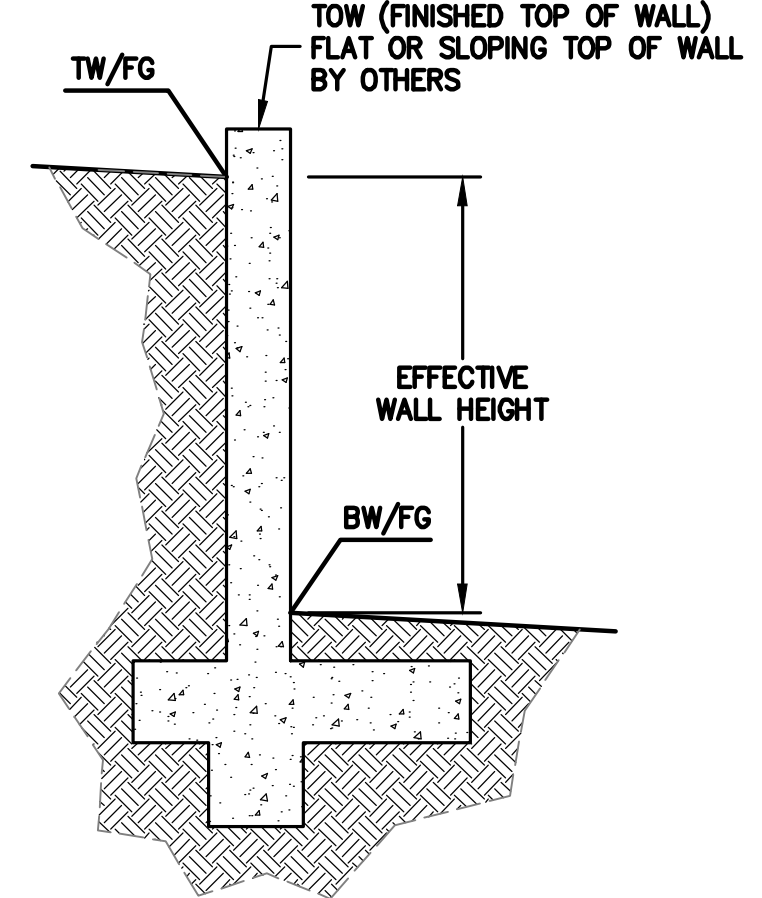 TOW (FINISHED TOP OF WALL)
FLAT OR SLOPING TOP OF WALL
BY OTHERS
TW/FG
EFFECTIVE
WALL HEIGHT
BW/FG